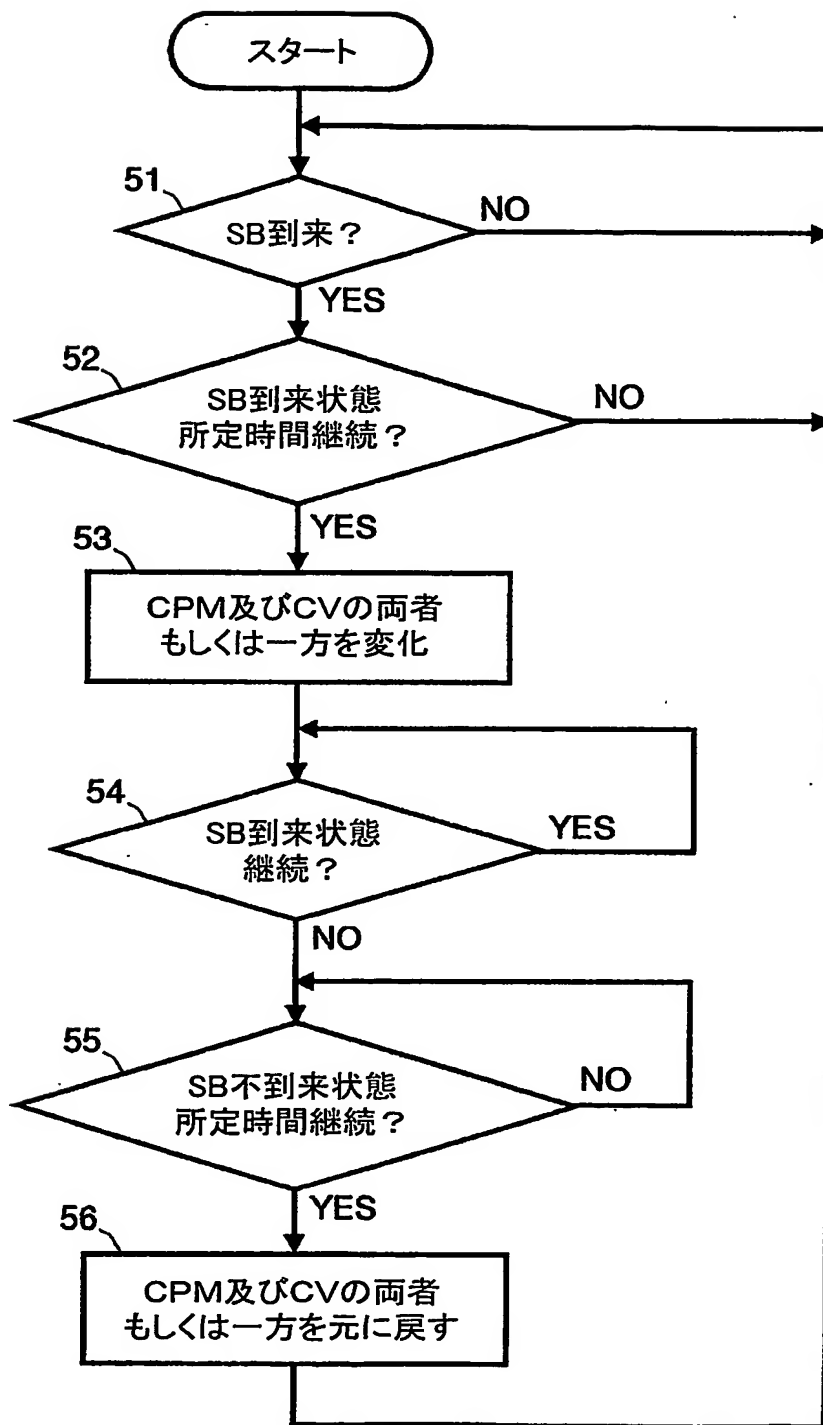 スタート
51
SB到来？
NO
YES
52
SB到来状態
所定時間継続？
NO
YES
53
CPM及びCVの両者
もしくは一方を変化
54
SB到来状態
継続？
YES
NO
55
SB不到来状態
所定時間継続？
NO
YES
56
CPM及びCVの両者
もしくは一方を元に戻す